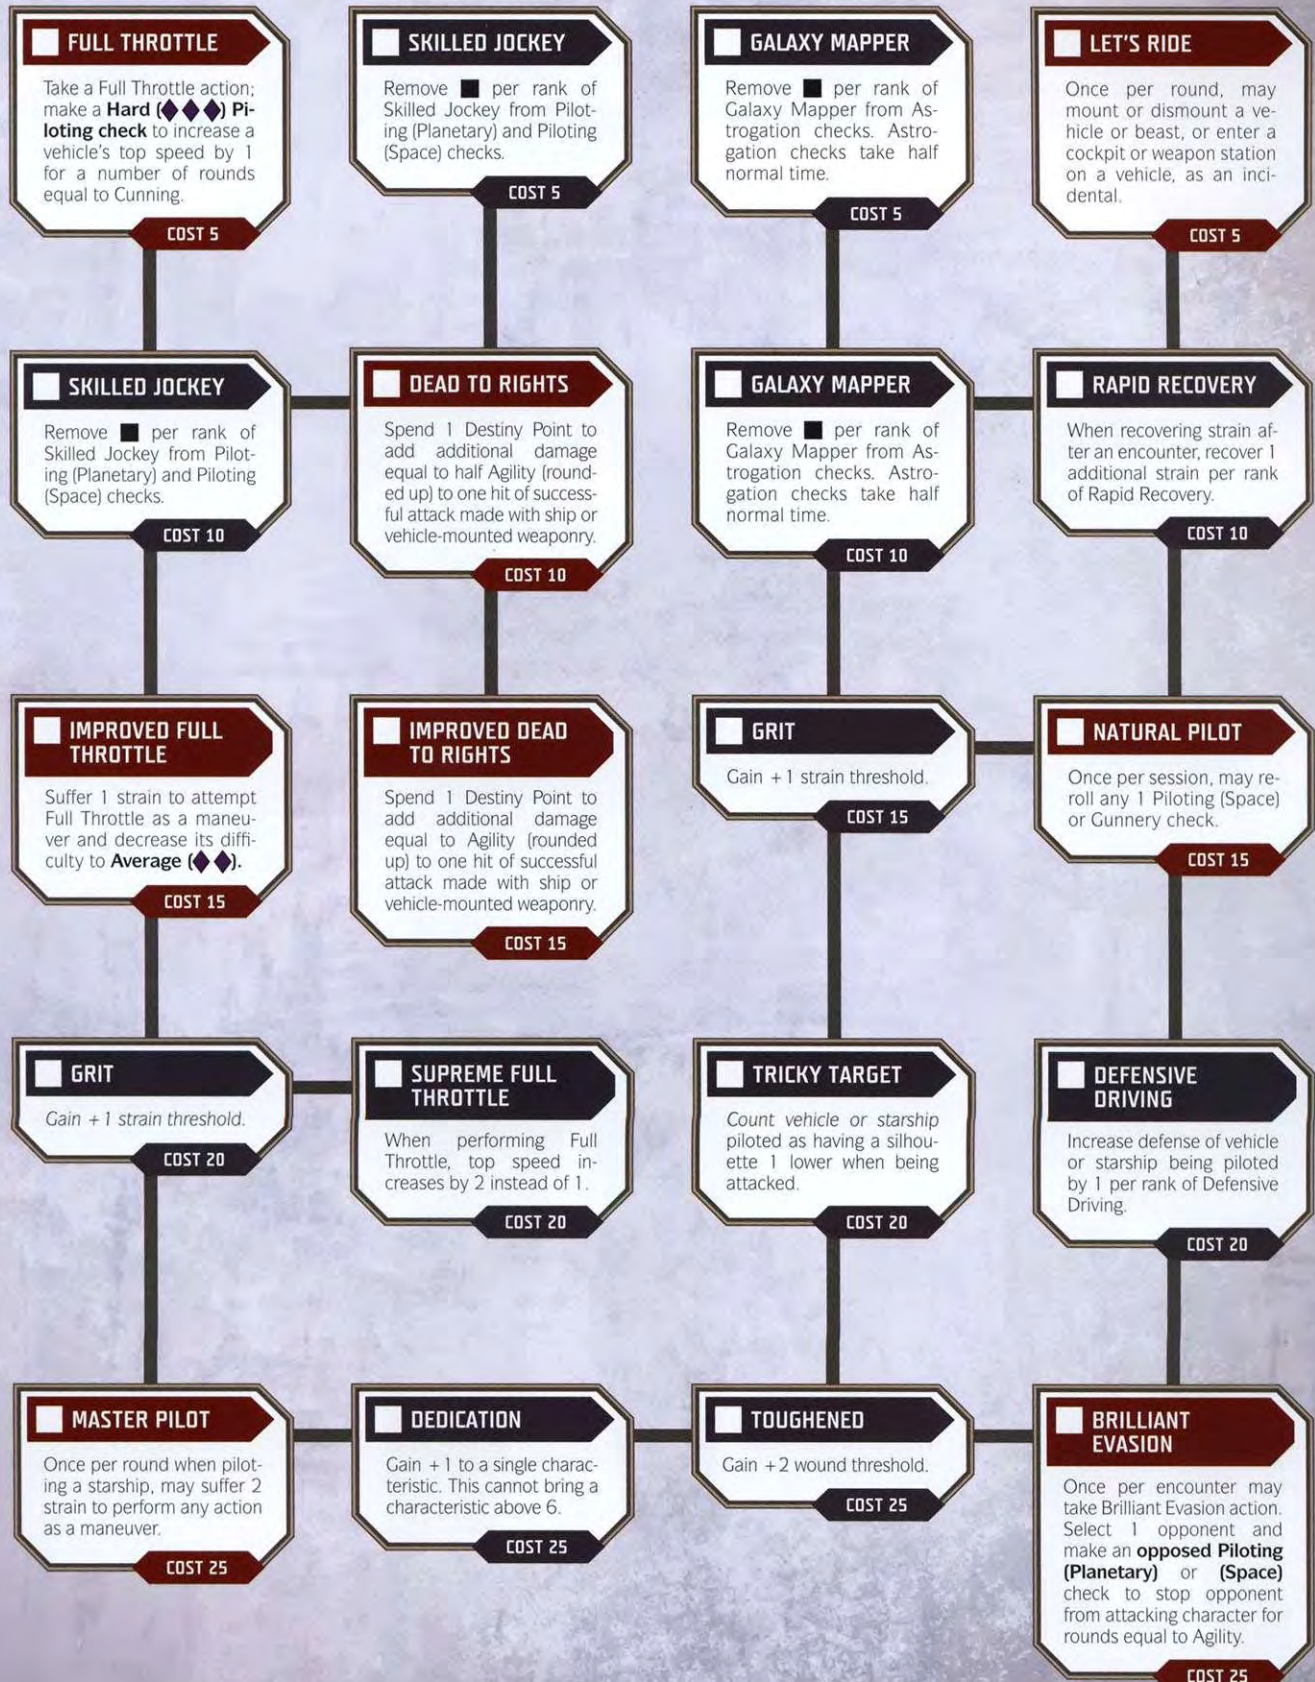 FULL THROTTLE
Take a Full Throttle action;
make a Hard (◆◆◆) Pi-
loting check to increase a
vehicle's top speed by 1
for a number of rounds
equal to Cunning.
COST 5
SKILLED JOCKEY
Remove ■ per rank of
Skilled Jockey from Pilot-
ing (Planetary) and Piloting
(Space) checks.
COST 5
GALAXY MAPPER
Remove ■ per rank of
Galaxy Mapper from As-
trogation checks. Astro-
gation checks take half
normal time.
COST 5
LET'S RIDE
Once per round, may
mount or dismount a ve-
hicle or beast, or enter a
cockpit or weapon station
on a vehicle, as an inci-
dental.
COST 5
SKILLED JOCKEY
Remove ■ per rank of
Skilled Jockey from Pilot-
ing (Planetary) and Piloting
(Space) checks.
COST 10
DEAD TO RIGHTS
Spend 1 Destiny Point to
add additional damage
equal to half Agility (round-
ed up) to one hit of success-
ful attack made with ship or
vehicle-mounted weaponry.
COST 10
GALAXY MAPPER
Remove ■ per rank of
Galaxy Mapper from As-
trogation checks. Astro-
gation checks take half
normal time.
COST 10
RAPID RECOVERY
When recovering strain af-
ter an encounter, recover 1
additional strain per rank
of Rapid Recovery.
COST 10
IMPROVED FULL
THROTTLE
Suffer 1 strain to attempt
Full Throttle as a maneu-
ver and decrease its diffi-
culty to Average (◆◆).
COST 15
IMPROVED DEAD
TO RIGHTS
Spend 1 Destiny Point to
add additional damage
equal to Agility (rounded
up) to one hit of successful
attack made with ship or
vehicle-mounted weaponry.
COST 15
GRIT
Gain +1 strain threshold.
COST 15
NATURAL PILOT
Once per session, may re-
roll any 1 Piloting (Space)
or Gunnery check.
COST 15
GRIT
Gain +1 strain threshold.
COST 20
SUPREME FULL
THROTTLE
When performing Full
Throttle, top speed in-
creases by 2 instead of 1.
COST 20
TRICKY TARGET
Count vehicle or starship
piloted as having a silhou-
ette 1 lower when being
attacked.
COST 20
DEFENSIVE
DRIVING
Increase defense of vehicle
or starship being piloted
by 1 per rank of Defensive
Driving.
COST 20
MASTER PILOT
Once per round when pilot-
ing a starship, may suffer 2
strain to perform any action
as a maneuver.
COST 25
DEDICATION
Gain +1 to a single charac-
teristic. This cannot bring a
characteristic above 6.
COST 25
TOUGHENED
Gain +2 wound threshold.
COST 25
BRILLIANT
EVASION
Once per encounter may
take Brilliant Evasion action.
Select 1 opponent and
make an opposed Piloting
(Planetary) or (Space)
check to stop opponent
from attacking character for
rounds equal to Agility.
COST 25